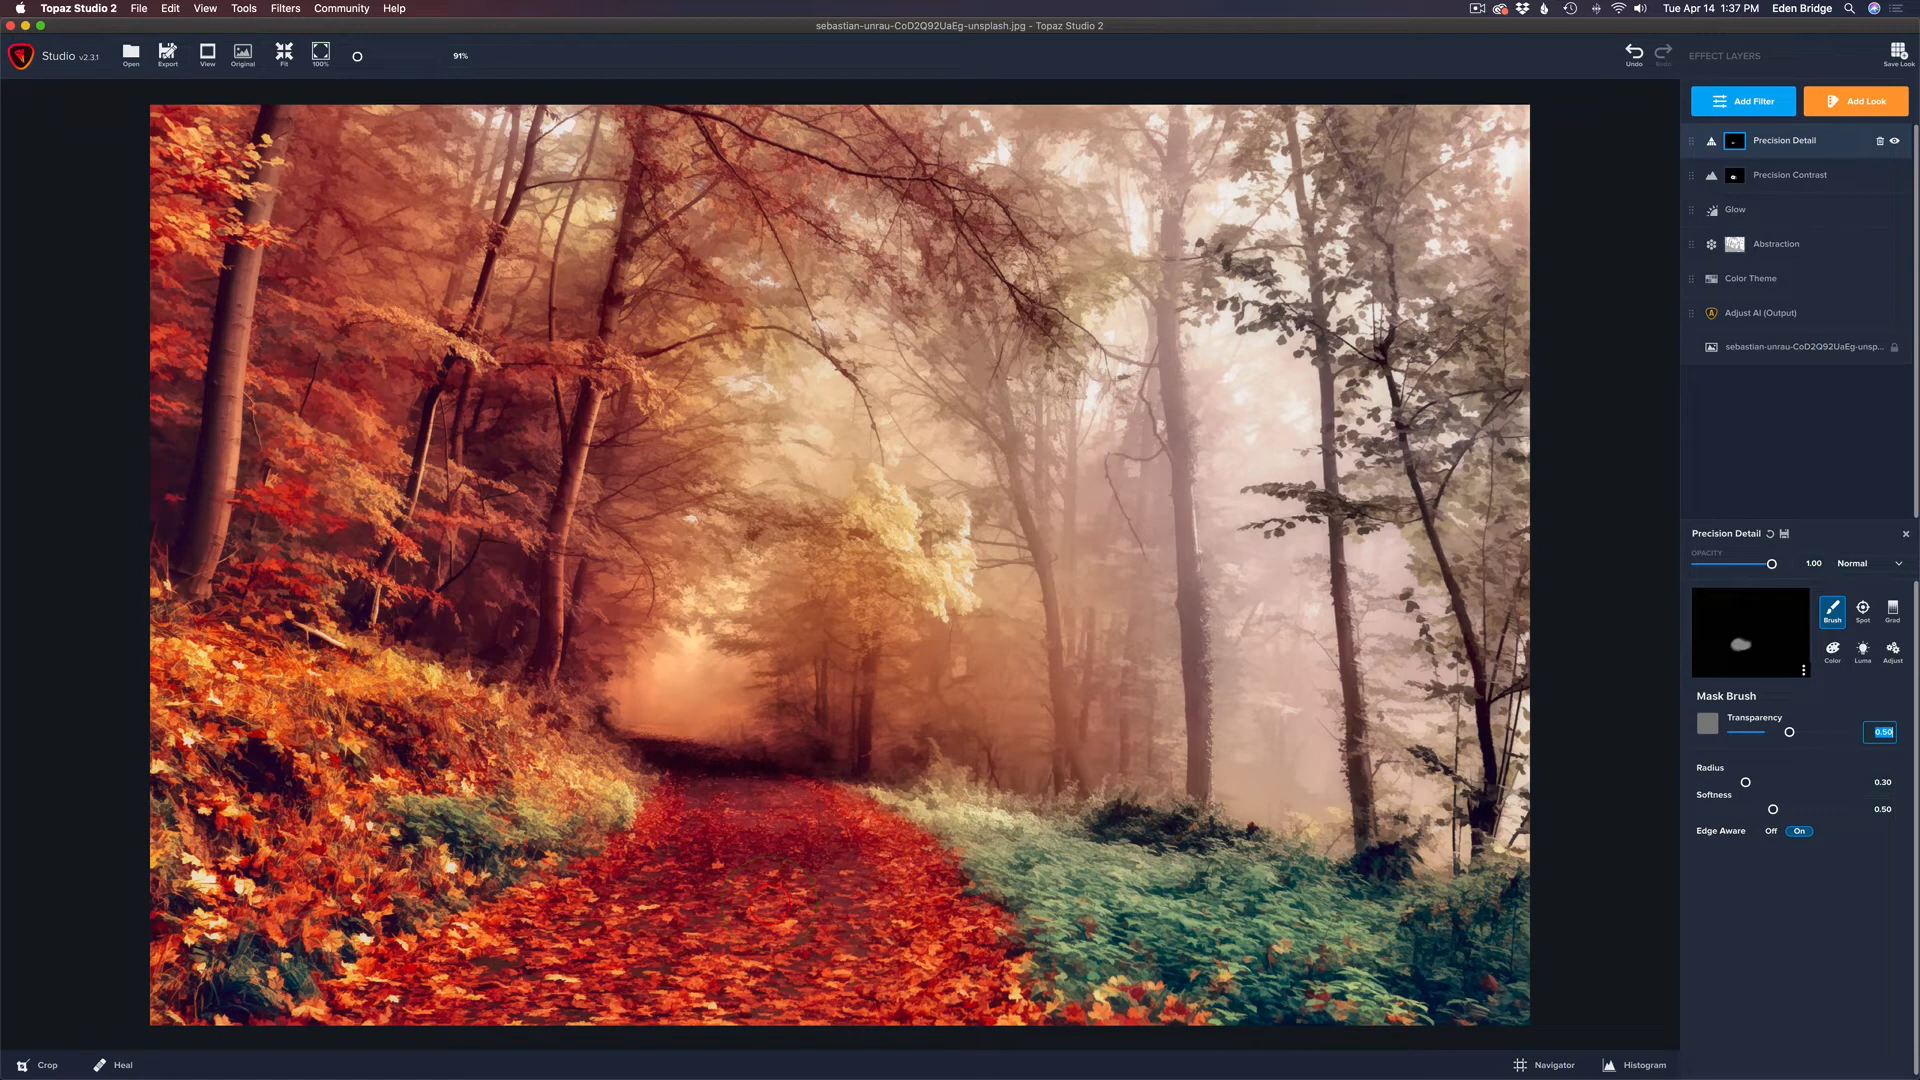 Topaz Studio 2 File Edit View Tools Filters Community Help
Tue Apr 14 1:37 PM Eden Bridge
sebastian-unrau-CoD2Q92UaEg-unsplash.jpg - Topaz Studio 2
Studio v2.3.1
Open
Export
View
Original
Fit
100%
91%
Undo
Redo
EFFECT LAYERS
Save Look
Add Filter
Add Look
Precision Detail
Precision Contrast
Glow
Abstraction
Color Theme
Adjust AI (Output)
sebastian-unrau-CoD2Q92UaEg-unsp...
Precision Detail
OPACITY
1.00 Normal
Brush Spot Grad
Color Luma Adjust
Mask Brush
Transparency
0.50
Radius
0.30
Softness
0.50
Edge Aware Off On
Crop Heal Navigator Histogram